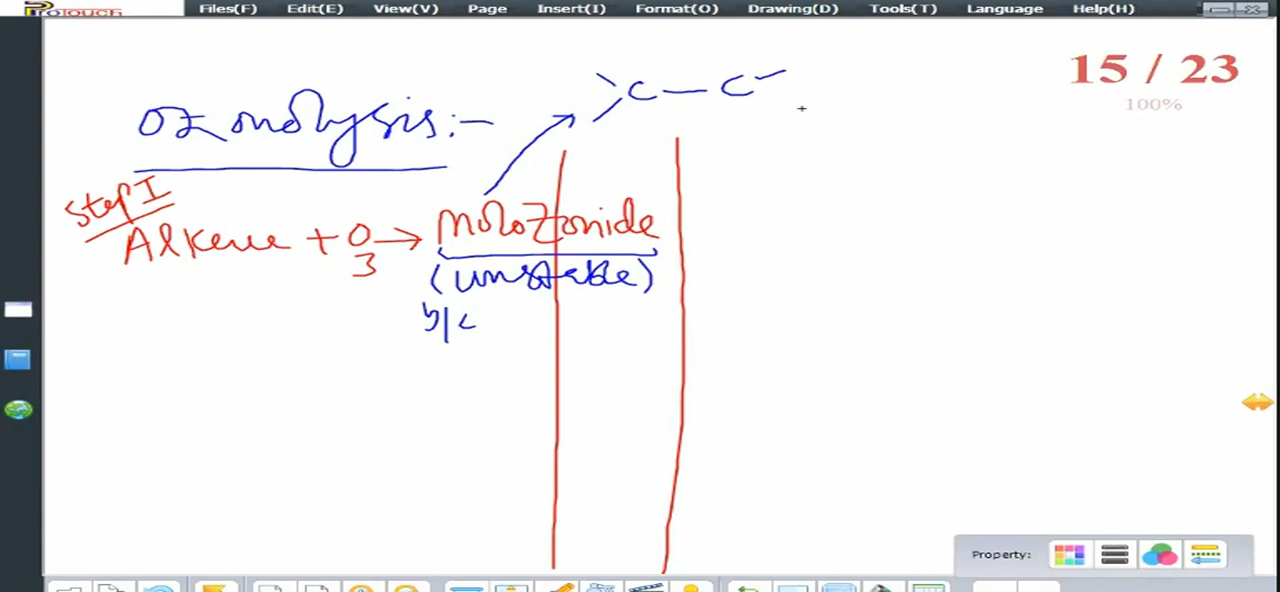 Files(F) Edit(E) View(V) Page Insert(I) Format(O) Drawing(D) Tools(T) Language Help(H)
15 / 23
100%
C — C
Ozonolysis:-
Step I
Alkene + O3 → Molozonide
(unstable)
b/c
Property: